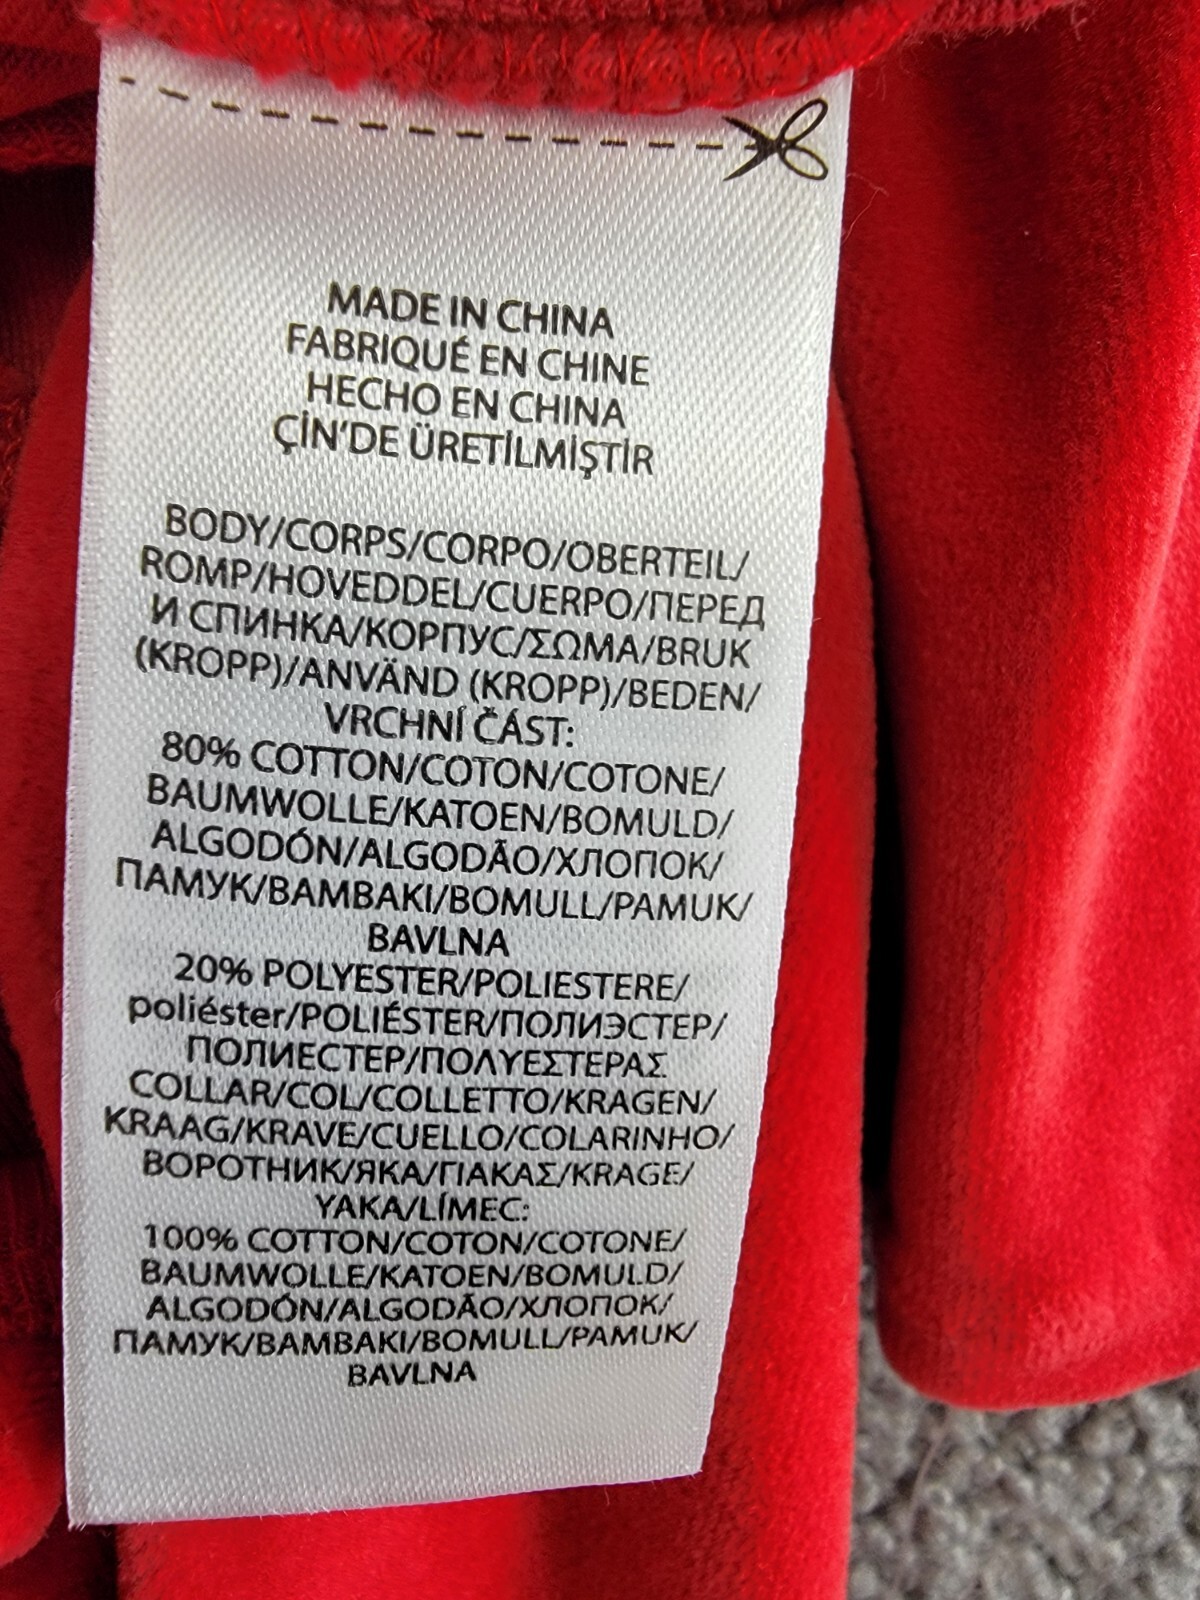 MADE IN CHINA
FABRIQUÉ EN CHINE
HECHO EN CHINA
ÇİN'DE ÜRETİLMİŞTİR
BODY/CORPS/CORPO/OBERTEIL/
ROMP/HOVEDDEL/CUERPO/ПЕРЕД
И СПИНКА/КОРПУС/ΣΩΜΑ/BRUK
(KROPP)/ANVÄND (KROPP)/BEDEN/
VRCHNÍ ČÁST:
80% COTTON/COTON/COTONE/
BAUMWOLLE/KATOEN/BOMULD/
ALGODÓN/ALGODÃO/ХЛОПОК/
ПАМУК/BAMBAKI/BOMULL/PAMUK/
BAVLNA
20% POLYESTER/POLIESTERE/
poliéster/POLIÉSTER/ПОЛИЭСТЕР/
ПОЛИЕСТЕР/ΠΟΛΥΕΣΤΕΡΑΣ
COLLAR/COL/COLLETTO/KRAGEN/
KRAAG/KRAVE/CUELLO/COLARINHO/
ВОРОТНИК/ЯКА/ΓΙΑΚΑΣ/KRAGE/
YAKA/LÍMEC:
100% COTTON/COTON/COTONE/
BAUMWOLLE/KATOEN/BOMULD/
ALGODÓN/ALGODÃO/ХЛОПОК/
ПАМУК/BAMBAKI/BOMULL/PAMUK/
BAVLNA